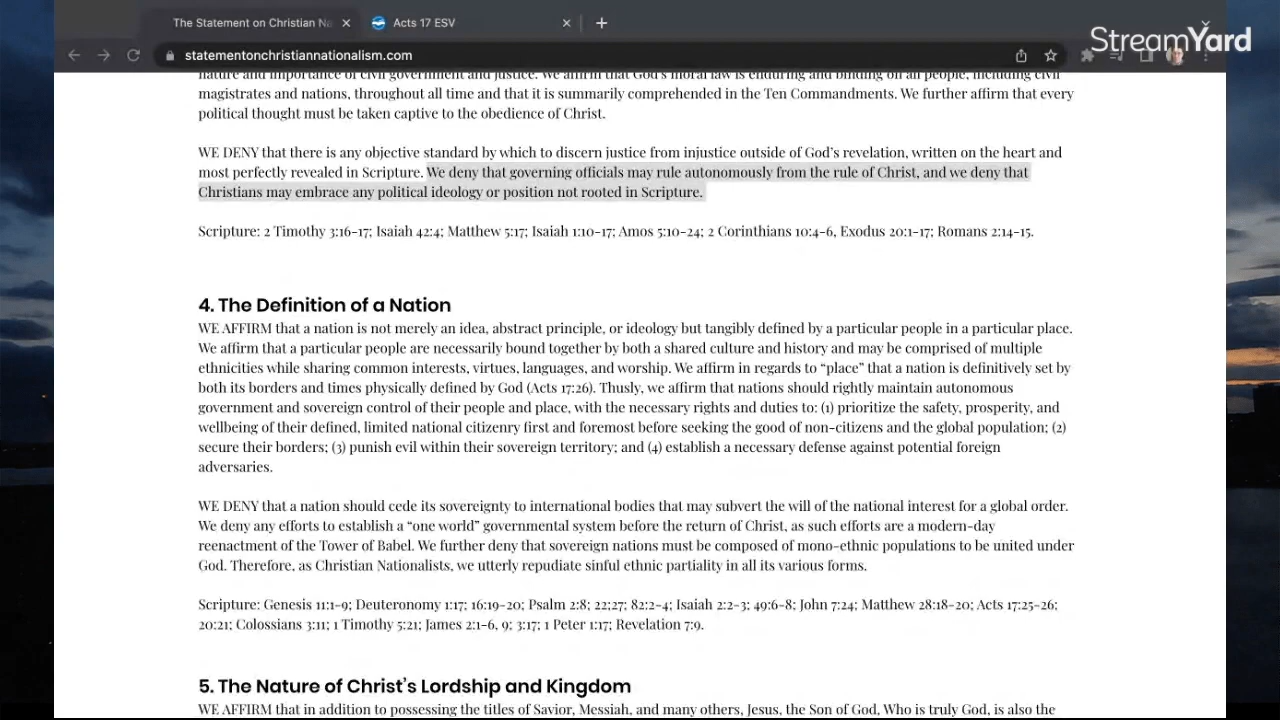 The Statement on Christian Na
Acts 17 ESV
StreamYard
statementonchristiannationalism.com
nature and importance of civil government and justice. We affirm that God's moral law is enduring and binding on all people, including civil
magistrates and nations, throughout all time and that it is summarily comprehended in the Ten Commandments. We further affirm that every
political thought must be taken captive to the obedience of Christ.
WE DENY that there is any objective standard by which to discern justice from injustice outside of God's revelation, written on the heart and
most perfectly revealed in Scripture. We deny that governing officials may rule autonomously from the rule of Christ, and we deny that
Christians may embrace any political ideology or position not rooted in Scripture.
Scripture: 2 Timothy 3:16-17; Isaiah 42:4; Matthew 5:17; Isaiah 1:10-17; Amos 5:10-24; 2 Corinthians 10:4-6, Exodus 20:1-17; Romans 2:14-15.
4. The Definition of a Nation
WE AFFIRM that a nation is not merely an idea, abstract principle, or ideology but tangibly defined by a particular people in a particular place.
We affirm that a particular people are necessarily bound together by both a shared culture and history and may be comprised of multiple
ethnicities while sharing common interests, virtues, languages, and worship. We affirm in regards to “place” that a nation is definitively set by
both its borders and times physically defined by God (Acts 17:26). Thusly, we affirm that nations should rightly maintain autonomous
government and sovereign control of their people and place, with the necessary rights and duties to: (1) prioritize the safety, prosperity, and
wellbeing of their defined, limited national citizenry first and foremost before seeking the good of non-citizens and the global population; (2)
secure their borders; (3) punish evil within their sovereign territory; and (4) establish a necessary defense against potential foreign
adversaries.
WE DENY that a nation should cede its sovereignty to international bodies that may subvert the will of the national interest for a global order.
We deny any efforts to establish a “one world” governmental system before the return of Christ, as such efforts are a modern-day
reenactment of the Tower of Babel. We further deny that sovereign nations must be composed of mono-ethnic populations to be united under
God. Therefore, as Christian Nationalists, we utterly repudiate sinful ethnic partiality in all its various forms.
Scripture: Genesis 11:1-9; Deuteronomy 1:17; 16:19-20; Psalm 2:8; 22;27; 82:2-4; Isaiah 2:2-3; 49:6-8; John 7:24; Matthew 28:18-20; Acts 17:25-26;
20:21; Colossians 3:11; 1 Timothy 5:21; James 2:1-6, 9; 3:17; 1 Peter 1:17; Revelation 7:9.
5. The Nature of Christ's Lordship and Kingdom
WE AFFIRM that in addition to possessing the titles of Savior, Messiah, and many others, Jesus, the Son of God, Who is truly God, is also the